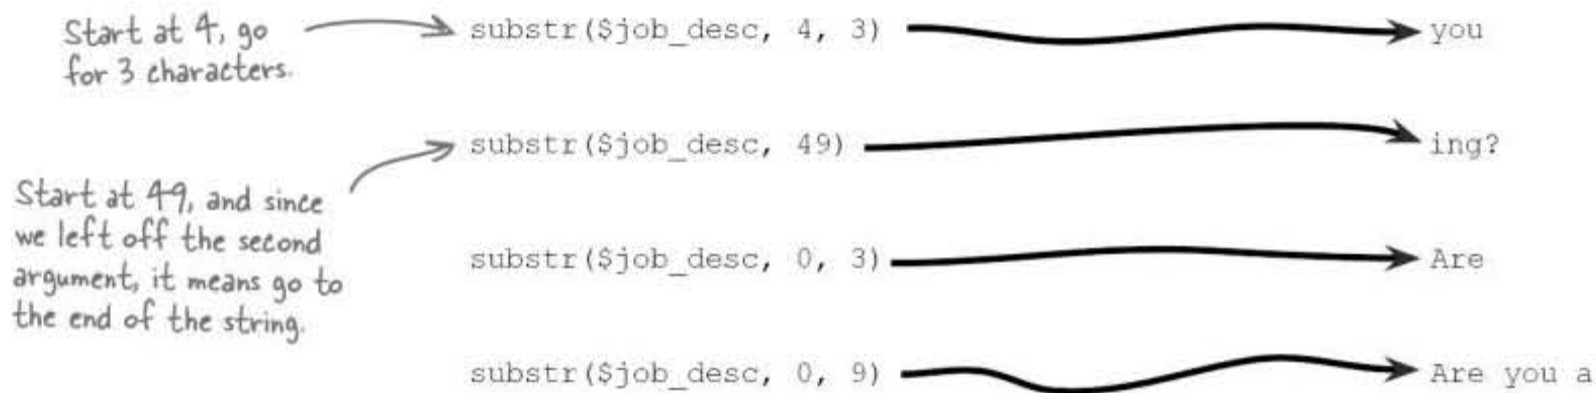 Start at 4, go
for 3 characters.
substr($job_desc, 4, 3)
you
substr($job_desc, 49)
ing?
Start at 49, and since
we left off the second
argument, it means go to
the end of the string.
substr($job_desc, 0, 3)
Are
substr($job_desc, 0, 9)
Are you a